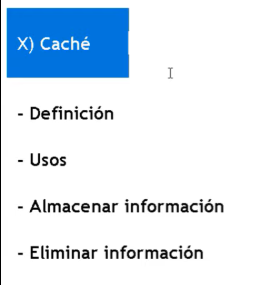 X) Caché
- Definición
- Usos
- Almacenar información
- Eliminar información